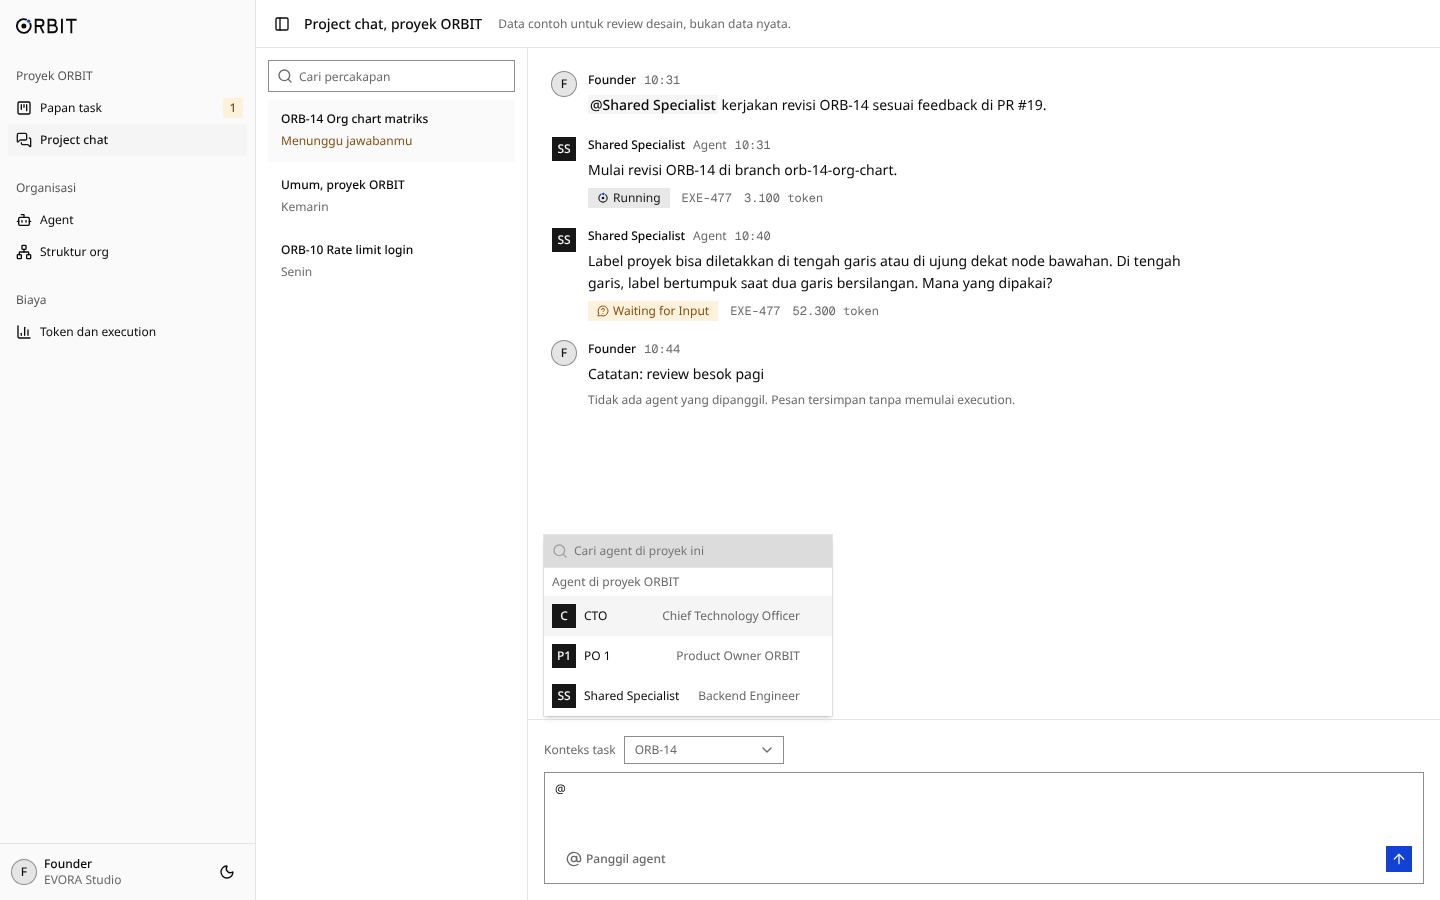 ORBIT
Proyek ORBIT
Papan task
1
Project chat
Organisasi
Agent
Struktur org
Biaya
Token dan execution
F
Founder
EVORA Studio
Project chat, proyek ORBIT
Data contoh untuk review desain, bukan data nyata.
Cari percakapan
ORB-14 Org chart matriks
Menunggu jawabanmu
Umum, proyek ORBIT
Kemarin
ORB-10 Rate limit login
Senin
F
Founder 10:31
@Shared Specialist kerjakan revisi ORB-14 sesuai feedback di PR #19.
SS
Shared Specialist Agent 10:31
Mulai revisi ORB-14 di branch orb-14-org-chart.
Running EXE-477 3.100 token
SS
Shared Specialist Agent 10:40
Label proyek bisa diletakkan di tengah garis atau di ujung dekat node bawahan. Di tengah
garis, label bertumpuk saat dua garis bersilangan. Mana yang dipakai?
Waiting for Input EXE-477 52.300 token
F
Founder 10:44
Catatan: review besok pagi
Tidak ada agent yang dipanggil. Pesan tersimpan tanpa memulai execution.
Cari agent di proyek ini
Agent di proyek ORBIT
C CTO Chief Technology Officer
P1 PO 1 Product Owner ORBIT
SS Shared Specialist Backend Engineer
Konteks task ORB-14
@
@ Panggil agent